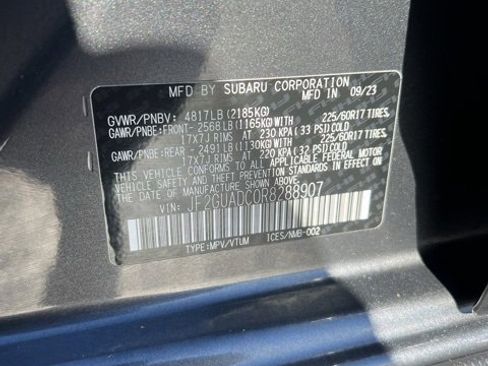 MFD BY SUBARU CORPORATION
MFD IN 09/23
GVWR/PNBV: 4817LB(2185KG)
GAWR/PNBE:FRONT-2568LB(1165KG)WITH 225/60R17 TIRES,
17X7J RIMS AT 230 KPA(33 PSI)COLD
GAWR/PNBE:REAR -2491LB(1130KG)WITH 225/60R17 TIRES,
17X7J RIMS AT 220 KPA(32 PSI)COLD
THIS VEHICLE CONFORMS TO ALL APPLICABLE FEDERAL MOTOR
VEHICLE SAFETY AND BUMPER STANDARDS IN EFFECT ON
THE DATE OF MANUFACTURE SHOWN ABOVE.
VIN: JF2GUADC0R8288907
TYPE:MPV/VTUM ICES/NMB-002